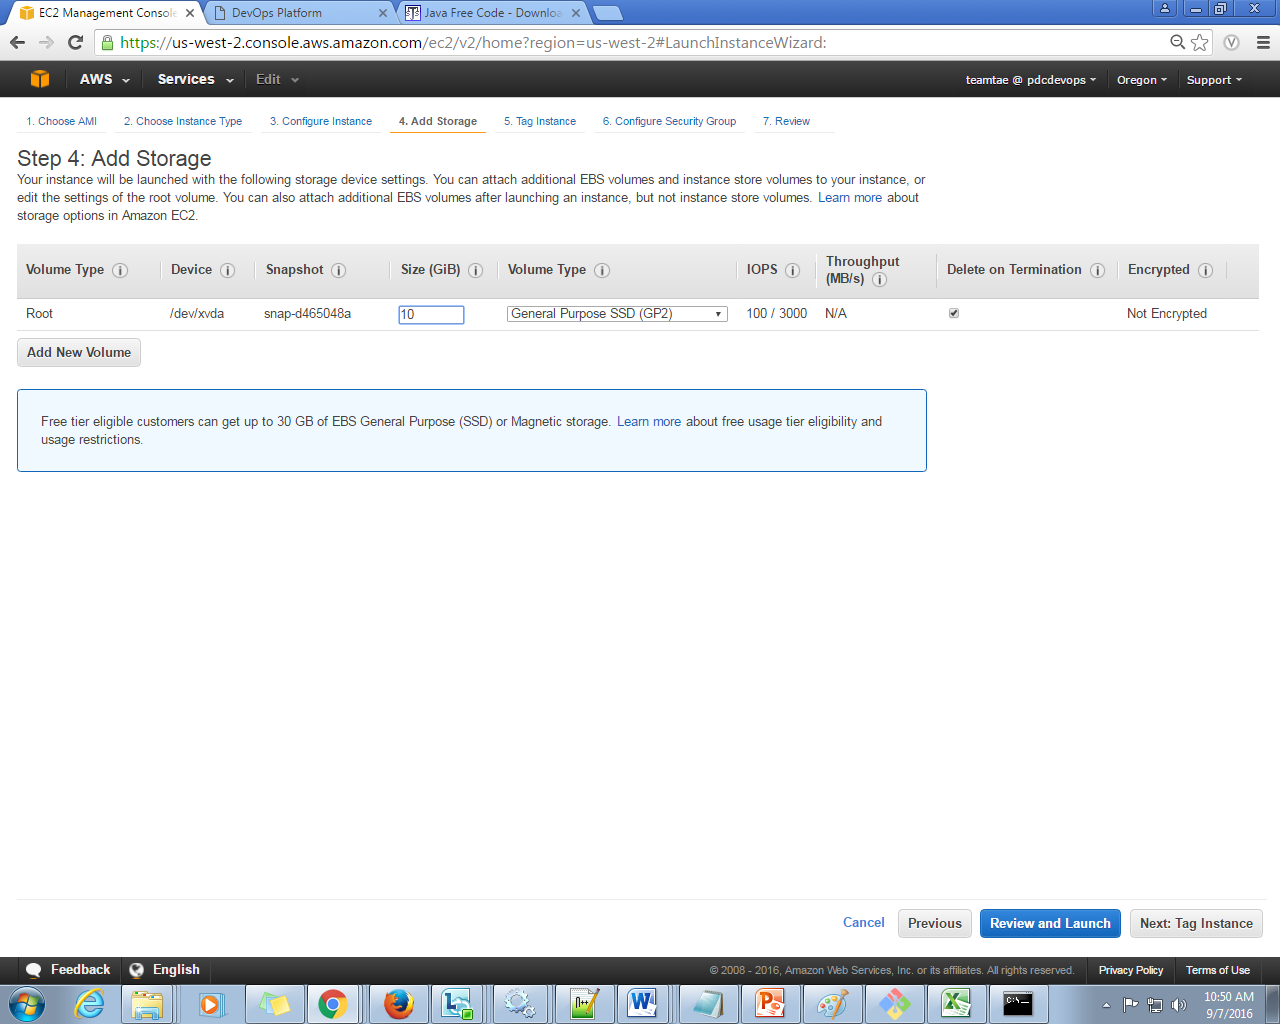 EC2 Management Console
DevOps Platform
Java Free Code - Downloa
https://us-west-2.console.aws.amazon.com/ec2/v2/home?region=us-west-2#LaunchInstanceWizard:
AWS Services Edit teamtae @ pdcdevops Oregon Support
1. Choose AMI 2. Choose Instance Type 3. Configure Instance 4. Add Storage 5. Tag Instance 6. Configure Security Group 7. Review
Step 4: Add Storage
Your instance will be launched with the following storage device settings. You can attach additional EBS volumes and instance store volumes to your instance, or
edit the settings of the root volume. You can also attach additional EBS volumes after launching an instance, but not instance store volumes. Learn more about
storage options in Amazon EC2.
Volume Type Device Snapshot Size (GiB) Volume Type IOPS Throughput (MB/s) Delete on Termination Encrypted
Root /dev/xvda snap-d465048a 10 General Purpose SSD (GP2) 100 / 3000 N/A Not Encrypted
Add New Volume
Free tier eligible customers can get up to 30 GB of EBS General Purpose (SSD) or Magnetic storage. Learn more about free usage tier eligibility and
usage restrictions.
Cancel Previous Review and Launch Next: Tag Instance
Feedback English © 2008 - 2016, Amazon Web Services, Inc. or its affiliates. All rights reserved. Privacy Policy Terms of Use
10:50 AM
9/7/2016